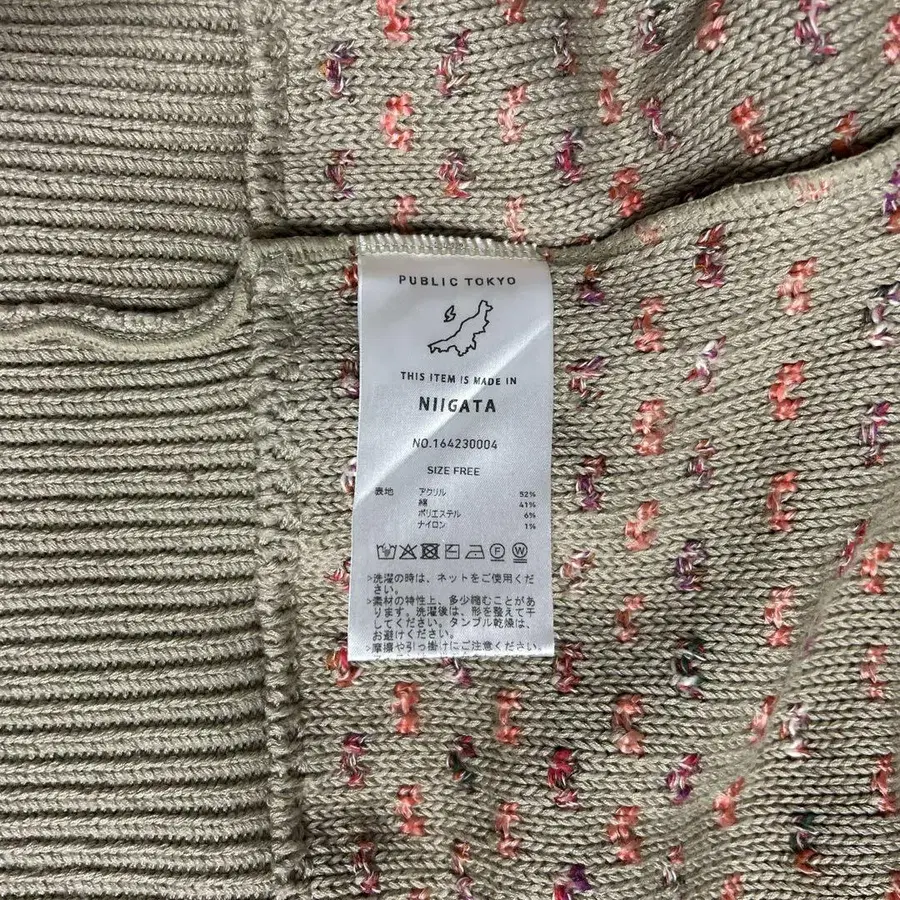 PUBLIC TOKYO
THIS ITEM IS MADE IN
NIIGATA
NO.164230004
SIZE FREE
表地 アクリル 52%
綿 41%
ポリエステル 6%
ナイロン 1%
F W
>洗濯の時は、ネットをご使用くだ
さい。
>素材の特性上、多少縮むことがあ
ります。洗濯後は、形を整えて干
してください。タンブル乾燥は、
お避けください。
>摩擦や引っ掛けにご注意ください。